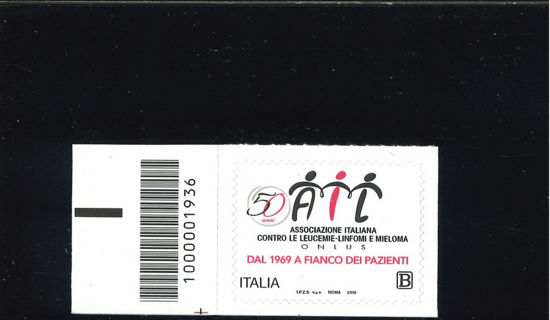 1000001936
50 AIL
anni
ASSOCIAZIONE ITALIANA
CONTRO LE LEUCEMIE-LINFOMI E MIELOMA
ONLUS
DAL 1969 A FIANCO DEI PAZIENTI
ITALIA B
I.P.Z.S. S.p.A. ROMA 2019